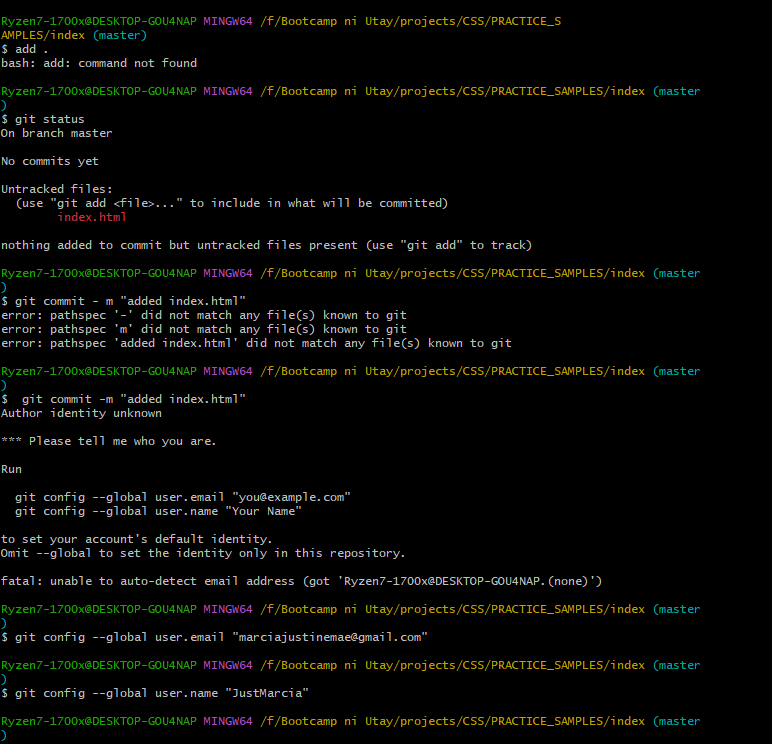 Ryzen7-1700x@DESKTOP-GOU4NAP MINGW64 /f/Bootcamp ni Utay/projects/CSS/PRACTICE_S
AMPLES/index (master)
$ add .
bash: add: command not found
Ryzen7-1700x@DESKTOP-GOU4NAP MINGW64 /f/Bootcamp ni Utay/projects/CSS/PRACTICE_SAMPLES/index (master
)
$ git status
On branch master
No commits yet
Untracked files:
(use "git add <file>..." to include in what will be committed)
index.html
nothing added to commit but untracked files present (use "git add" to track)
Ryzen7-1700x@DESKTOP-GOU4NAP MINGW64 /f/Bootcamp ni Utay/projects/CSS/PRACTICE_SAMPLES/index (master
)
$ git commit - m "added index.html"
error: pathspec '-' did not match any file(s) known to git
error: pathspec 'm' did not match any file(s) known to git
error: pathspec 'added index.html' did not match any file(s) known to git
Ryzen7-1700x@DESKTOP-GOU4NAP MINGW64 /f/Bootcamp ni Utay/projects/CSS/PRACTICE_SAMPLES/index (master
)
$  git commit -m "added index.html"
Author identity unknown
*** Please tell me who you are.
Run
git config --global user.email "you@example.com"
git config --global user.name "Your Name"
to set your account's default identity.
Omit --global to set the identity only in this repository.
fatal: unable to auto-detect email address (got 'Ryzen7-1700x@DESKTOP-GOU4NAP.(none)')
Ryzen7-1700x@DESKTOP-GOU4NAP MINGW64 /f/Bootcamp ni Utay/projects/CSS/PRACTICE_SAMPLES/index (master
)
$ git config --global user.email "marciajustinemae@gmail.com"
Ryzen7-1700x@DESKTOP-GOU4NAP MINGW64 /f/Bootcamp ni Utay/projects/CSS/PRACTICE_SAMPLES/index (master
)
$ git config --global user.name "JustMarcia"
Ryzen7-1700x@DESKTOP-GOU4NAP MINGW64 /f/Bootcamp ni Utay/projects/CSS/PRACTICE_SAMPLES/index (master
)